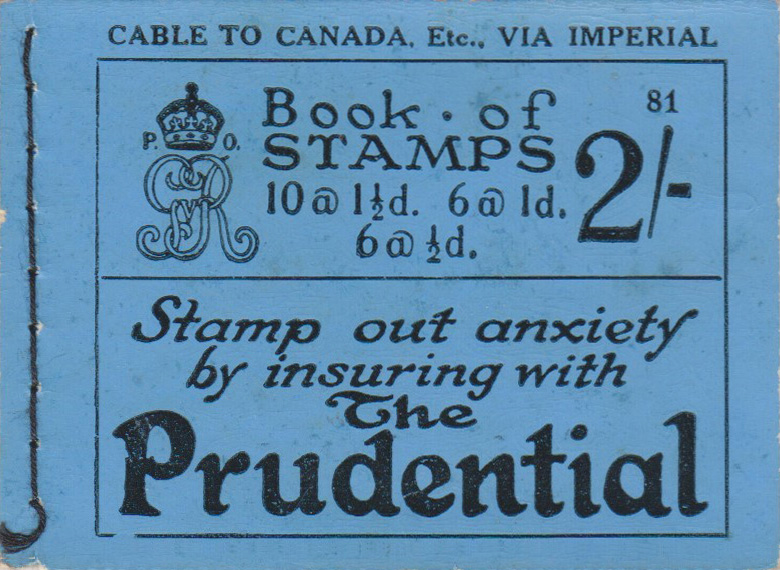 CABLE TO CANADA, Etc., VIA IMPERIAL
81
Book · of
P. O.
STAMPS 2/-
GVR
10 @ 1½d. 6 @ 1d.
6 @ ½d.
Stamp out anxiety
by insuring with
The
Prudential